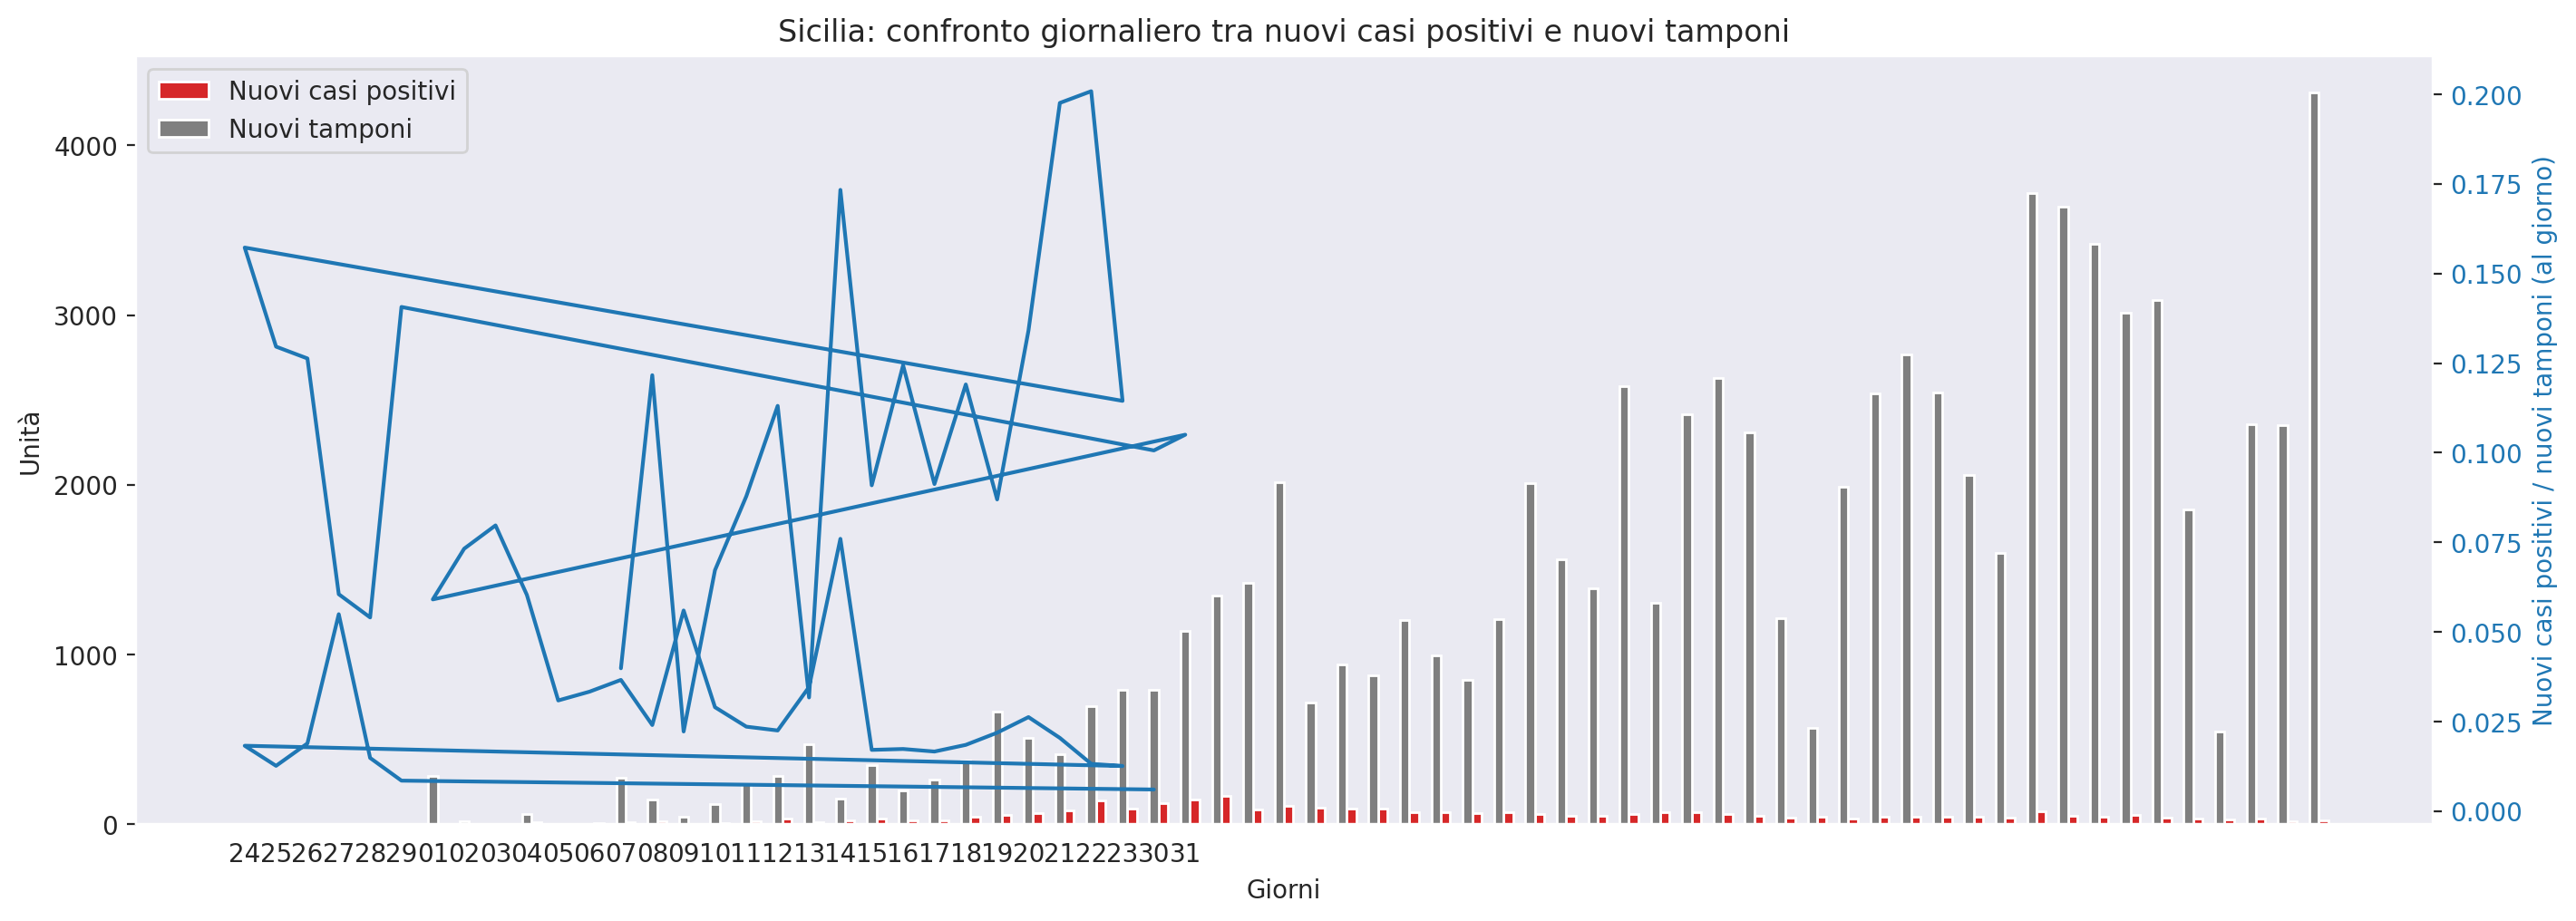 Sicilia: confronto giornaliero tra nuovi casi positivi e nuovi tamponi
Nuovi casi positivi
Nuovi tamponi
Unità
4000
3000
2000
1000
0
0.200
0.175
0.150
0.125
0.100
0.075
0.050
0.025
0.000
Nuovi casi positivi / nuovi tamponi (al giorno)
24252627282901020304050607080910111213141516171819202122233031
Giorni